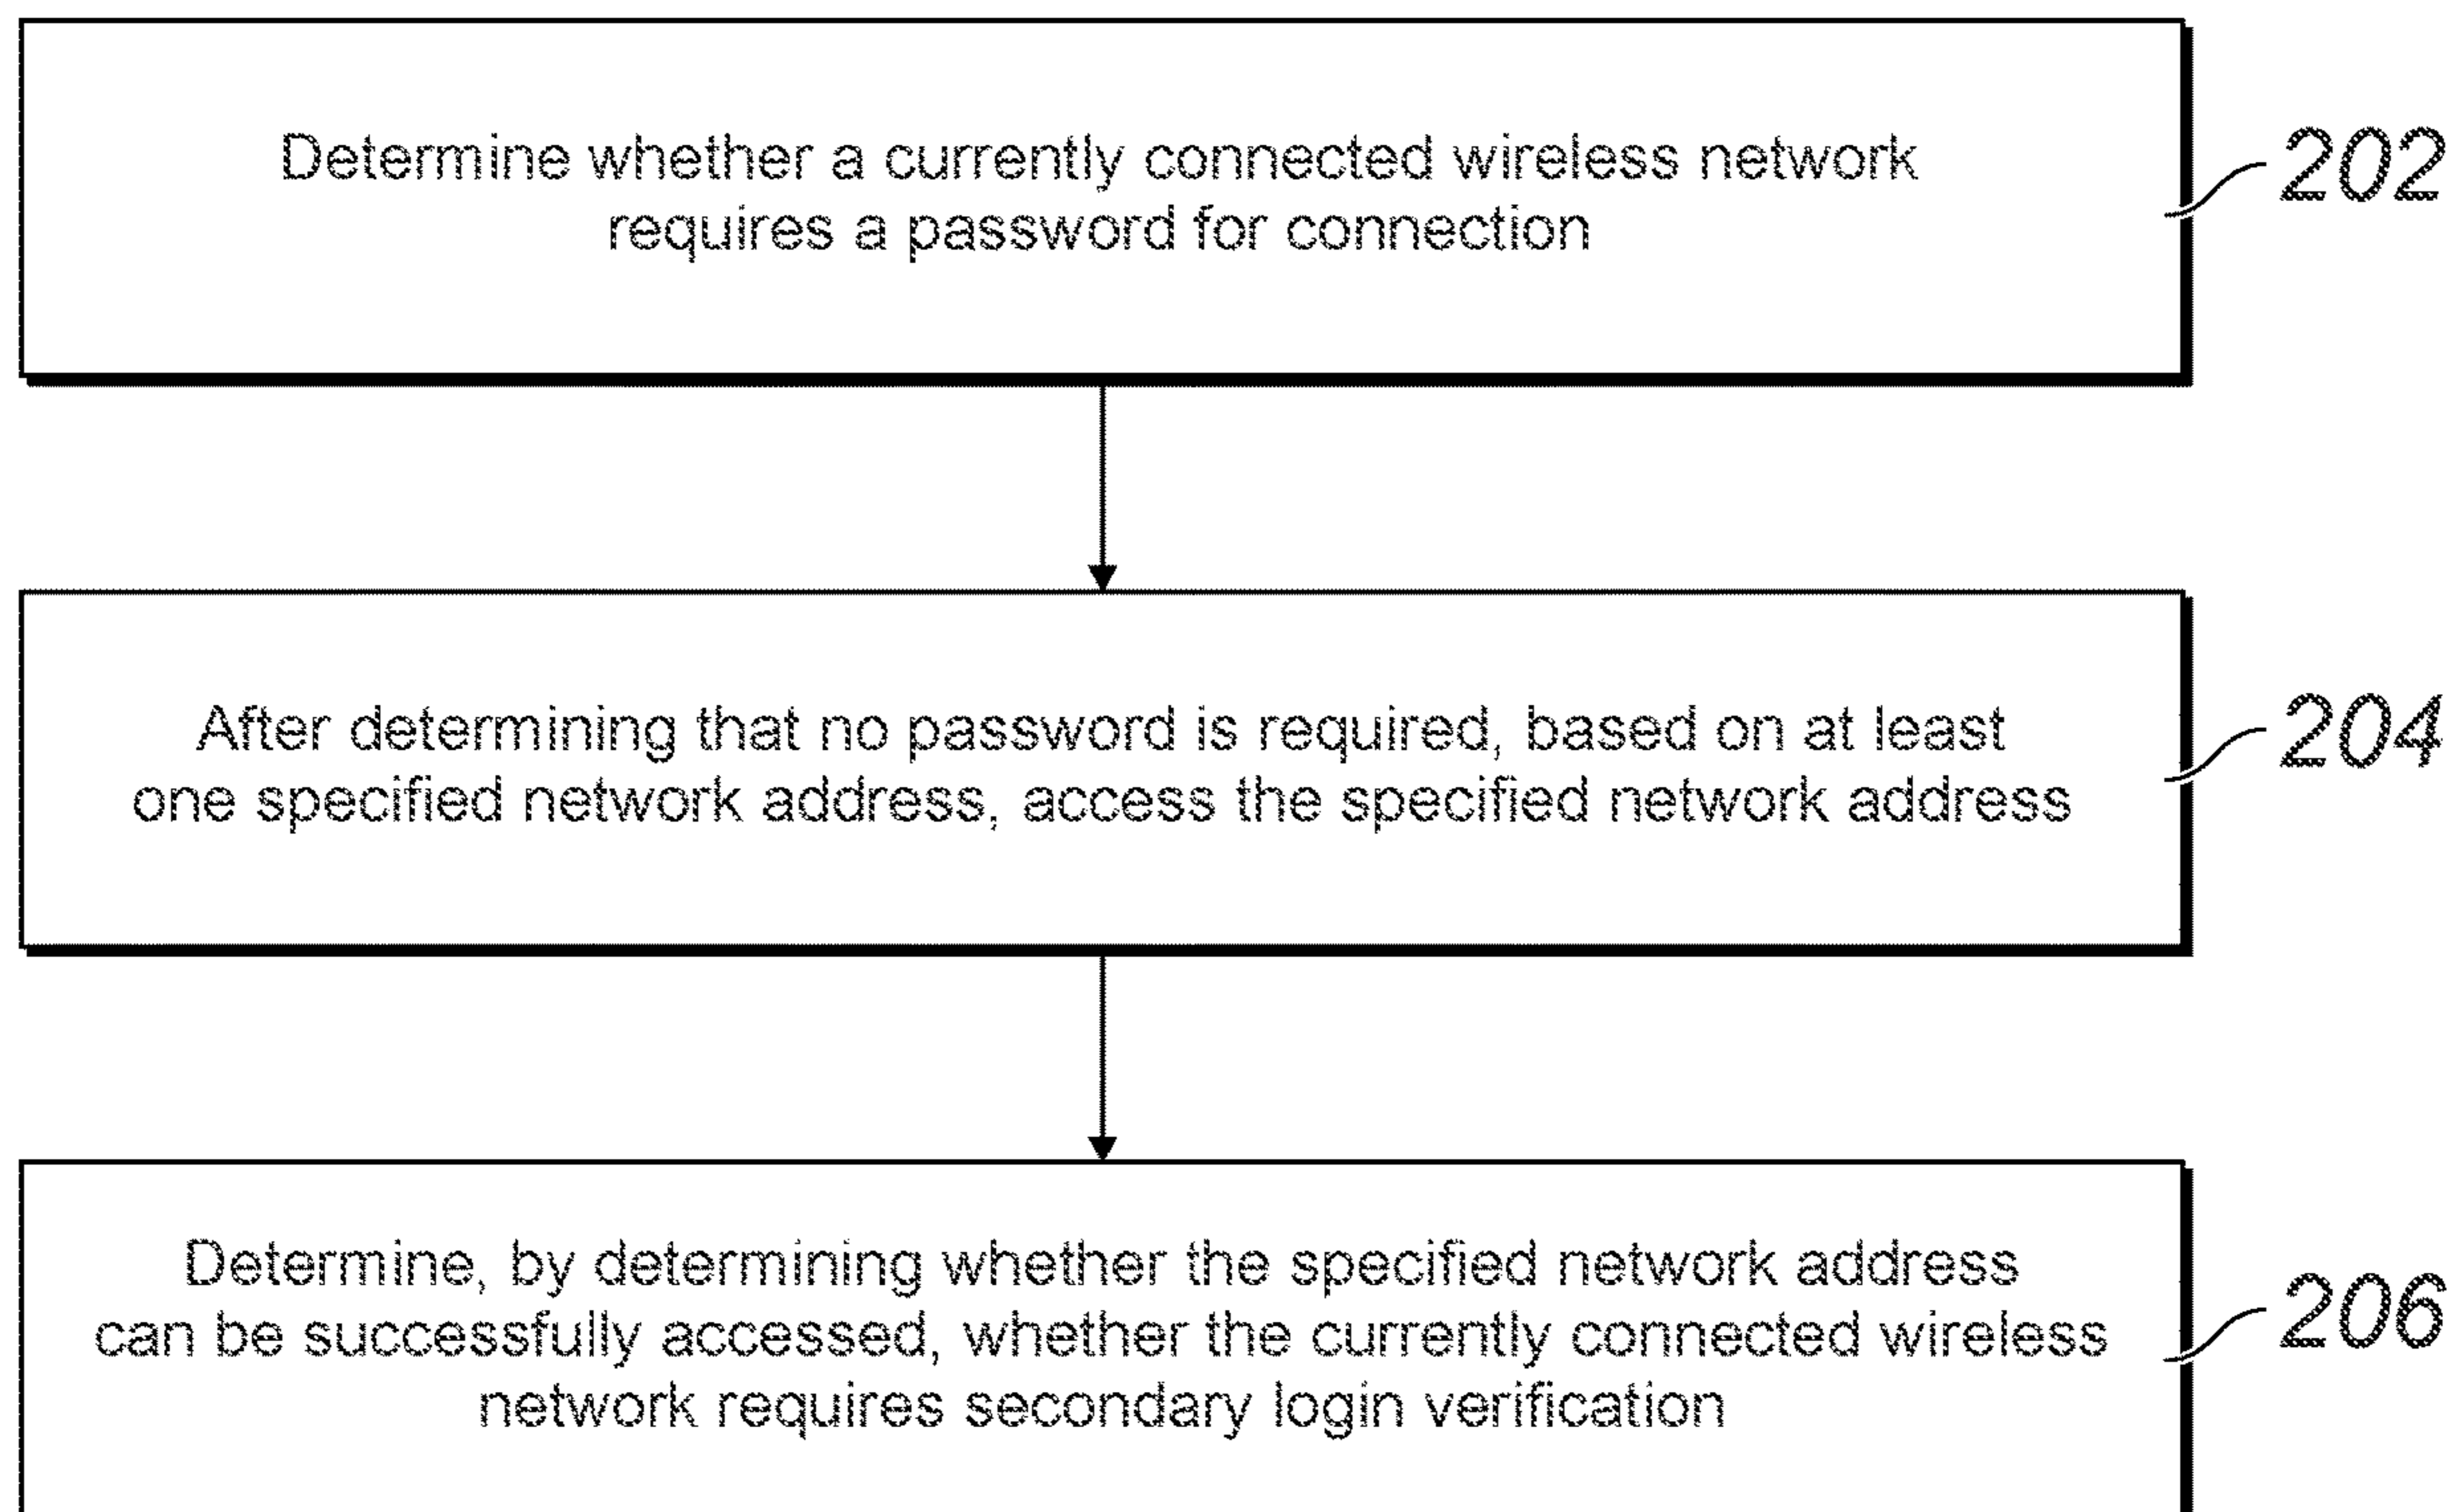 Determine whether a currently connected wireless network
requires a password for connection
202
After determining that no password is required, based on at least
one specified network address, access the specified network address
204
Determine, by determining whether the specified network address
can be successfully accessed, whether the currently connected wireless
network requires secondary login verification
206